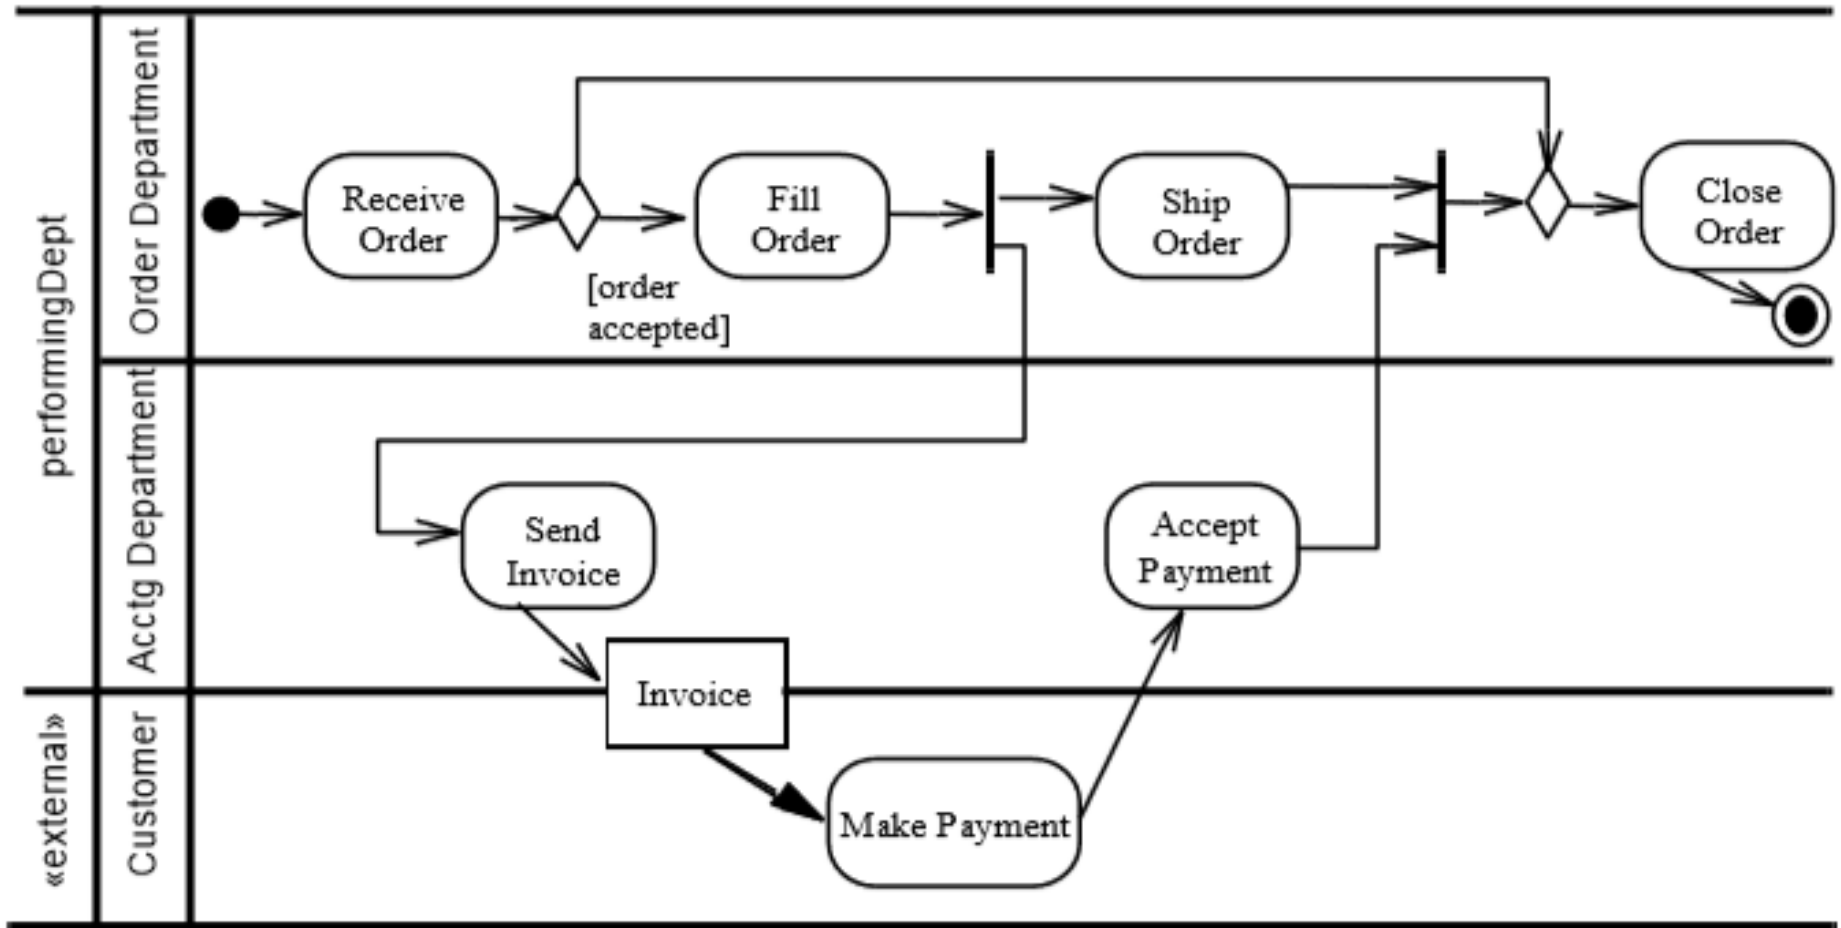 performingDept
Order Department
Receive
Order
[order
accepted]
Fill
Order
Ship
Order
Close
Order
Acctg Department
Send
Invoice
Accept
Payment
Invoice
«external»
Customer
Make Payment